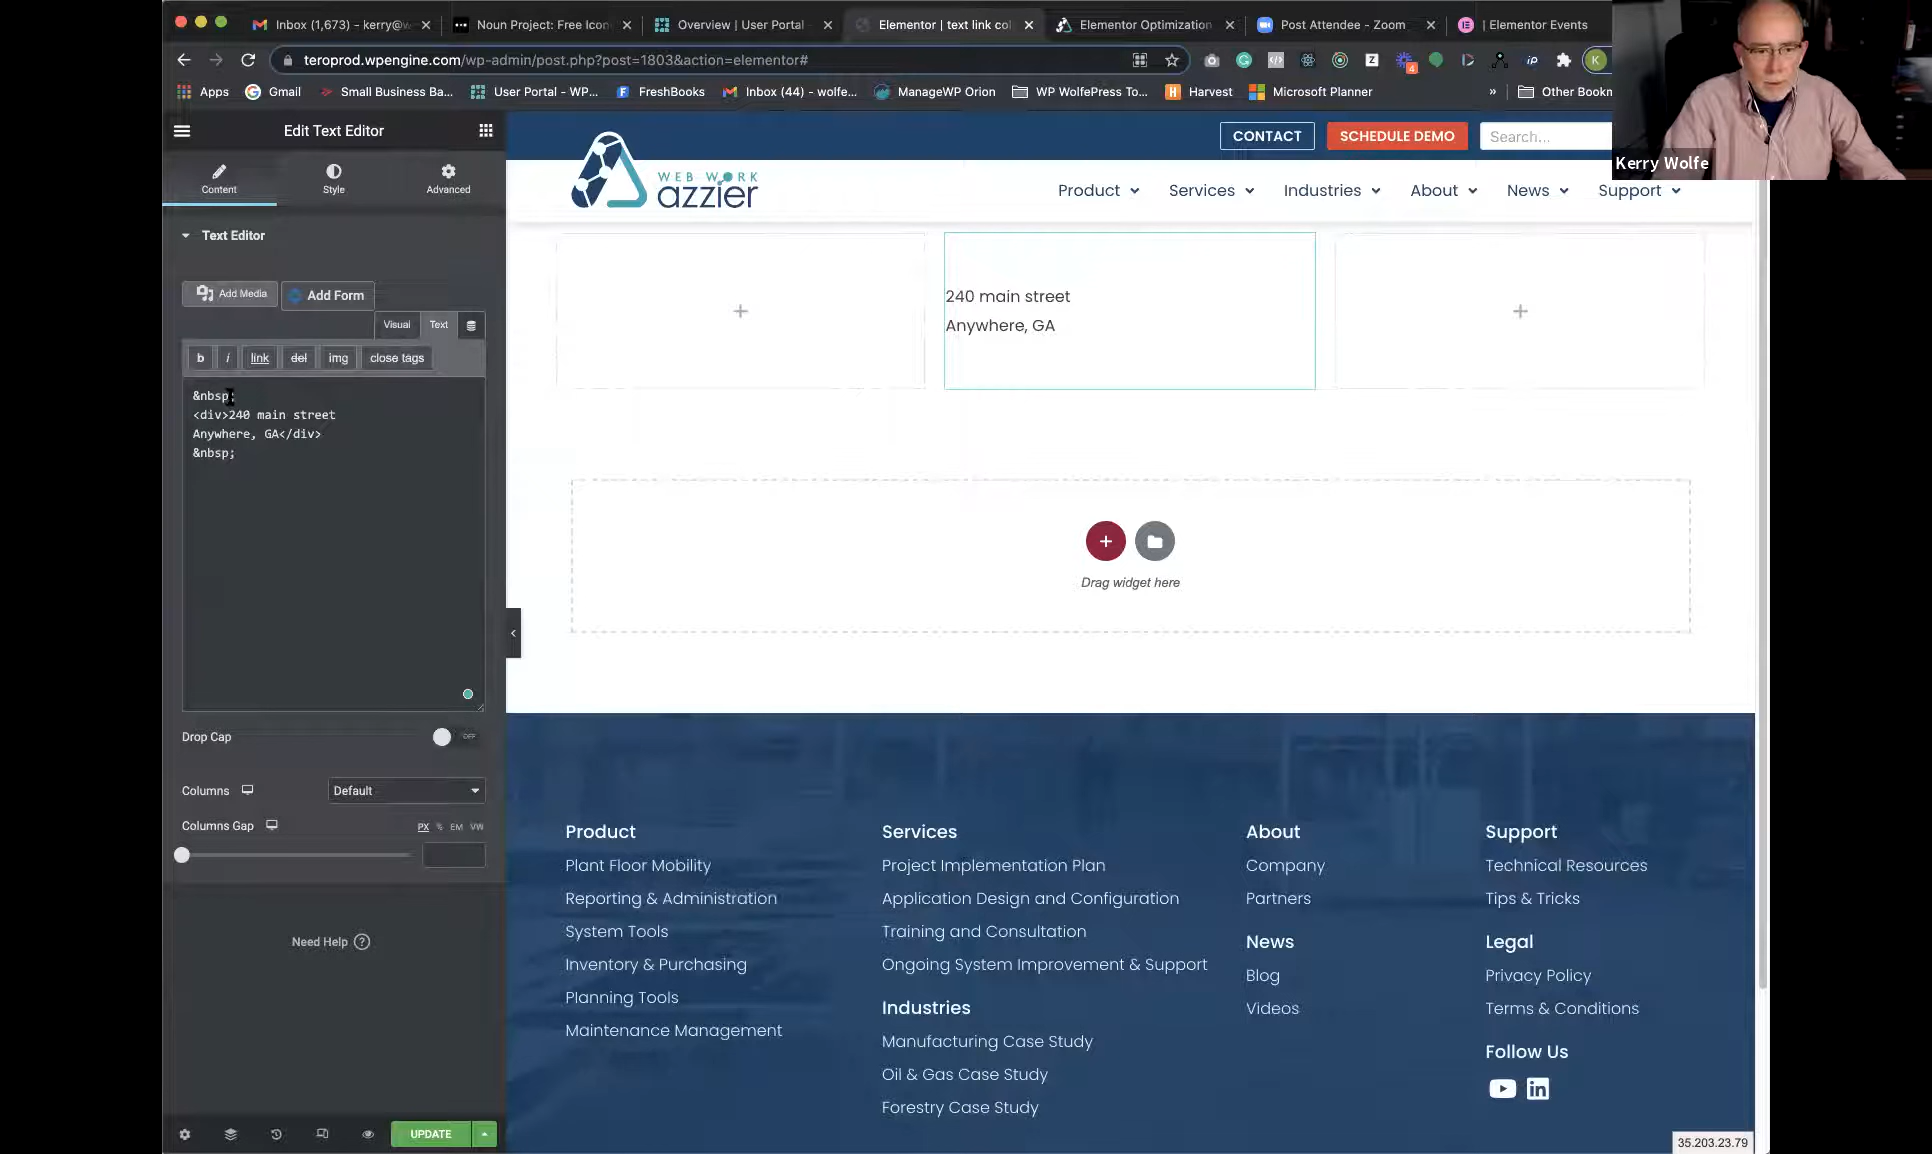 Inbox (1,673) – kerry@w
Noun Project: Free Icon
Overview | User Portal
Elementor | text link col
Elementor Optimization
Post Attendee - Zoom
| Elementor Events
teroprod.wpengine.com/wp-admin/post.php?post=1803&action=elementor#
Apps
Gmail
Small Business Ba...
User Portal – WP...
FreshBooks
Inbox (44) – wolfe...
ManageWP Orion
WP WolfePress To...
Harvest
Microsoft Planner
»
Other Bookn
Kerry Wolfe
Edit Text Editor
Content
Style
Advanced
Text Editor
Add Media
Add Form
Visual
Text
b
i
link
del
img
close tags
&nbsp;
<div>240 main street
Anywhere, GA</div>
&nbsp;
Drop Cap
OFF
Columns
Default
Columns Gap
PX % EM VW
Need Help ?
UPDATE
CONTACT
SCHEDULE DEMO
Search...
WEB WORK
azzier
Product
Services
Industries
About
News
Support
240 main street
Anywhere, GA
Drag widget here
Product
Plant Floor Mobility
Reporting & Administration
System Tools
Inventory & Purchasing
Planning Tools
Maintenance Management
Services
Project Implementation Plan
Application Design and Configuration
Training and Consultation
Ongoing System Improvement & Support
Industries
Manufacturing Case Study
Oil & Gas Case Study
Forestry Case Study
About
Company
Partners
News
Blog
Videos
Support
Technical Resources
Tips & Tricks
Legal
Privacy Policy
Terms & Conditions
Follow Us
in
35.203.23.79